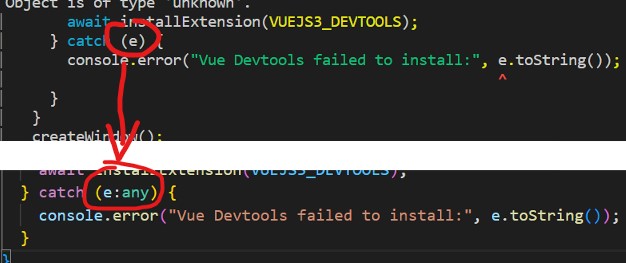 Object is of type 'unknown'.
await installExtension(VUEJS3_DEVTOOLS);
} catch (e) {
console.error("Vue Devtools failed to install:", e.toString());
^
}
}
createWindow();
await installExtension(VUEJS3_DEVTOOLS);
} catch (e:any) {
console.error("Vue Devtools failed to install:", e.toString());
}
}